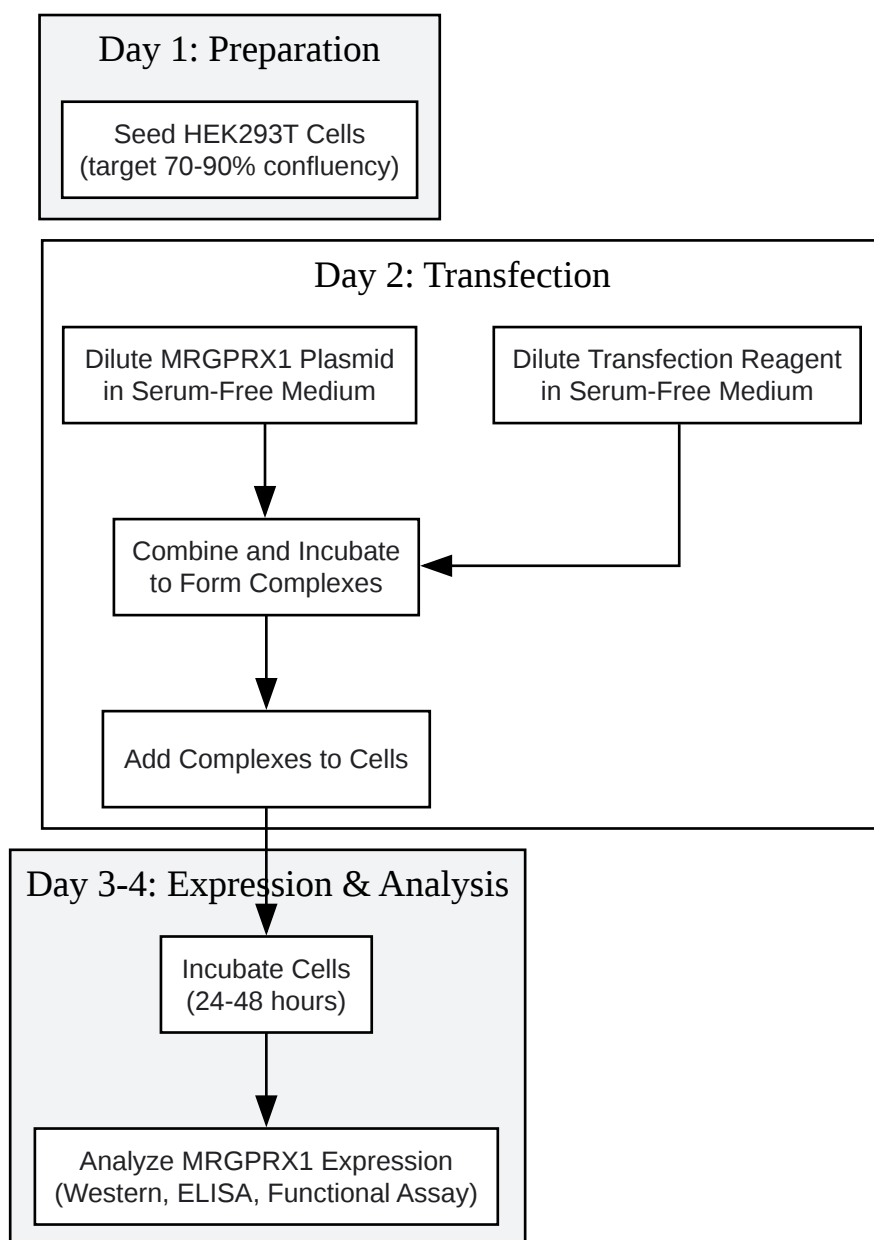 Day 1: Preparation
Seed HEK293T Cells
(target 70-90% confluency)
Day 2: Transfection
Dilute MRGPRX1 Plasmid
in Serum-Free Medium
Dilute Transfection Reagent
in Serum-Free Medium
Combine and Incubate
to Form Complexes
Add Complexes to Cells
Day 3-4: Expression & Analysis
Incubate Cells
(24-48 hours)
Analyze MRGPRX1 Expression
(Western, ELISA, Functional Assay)